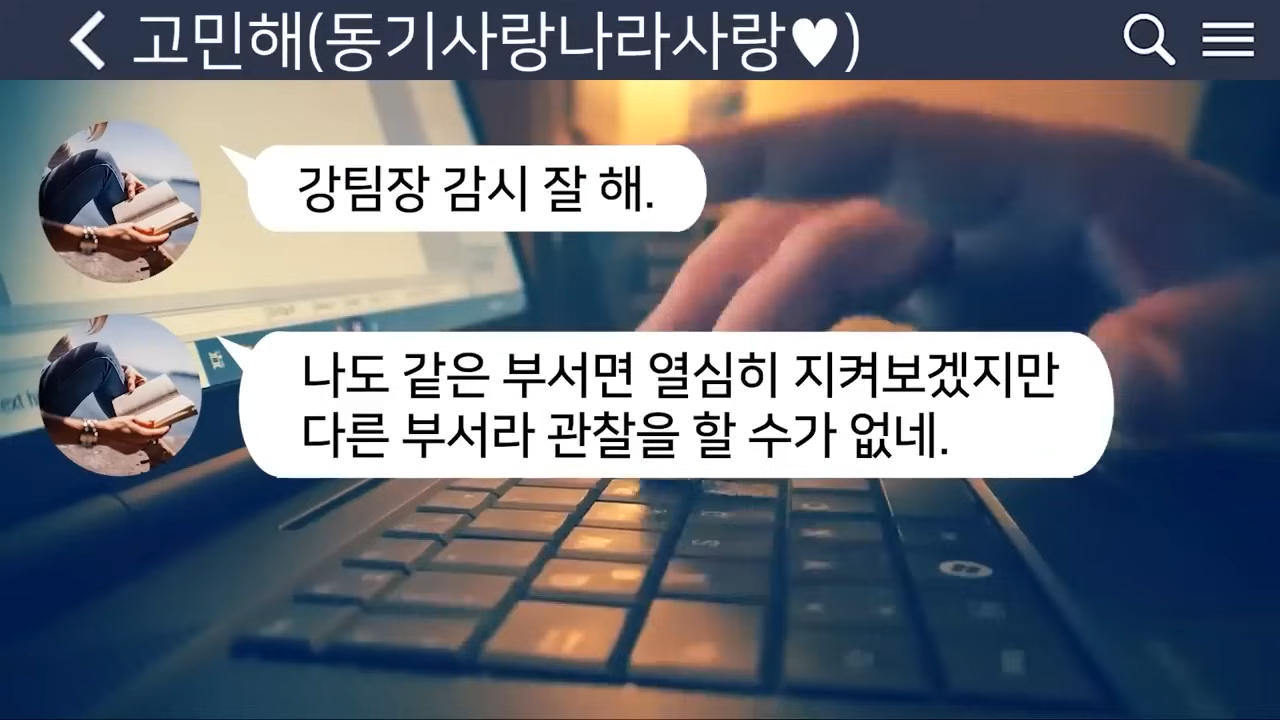 고민해(동기사랑나라사랑♥)
강팀장 감시 잘 해.
나도 같은 부서면 열심히 지켜보겠지만
다른 부서라 관찰을 할 수가 없네.